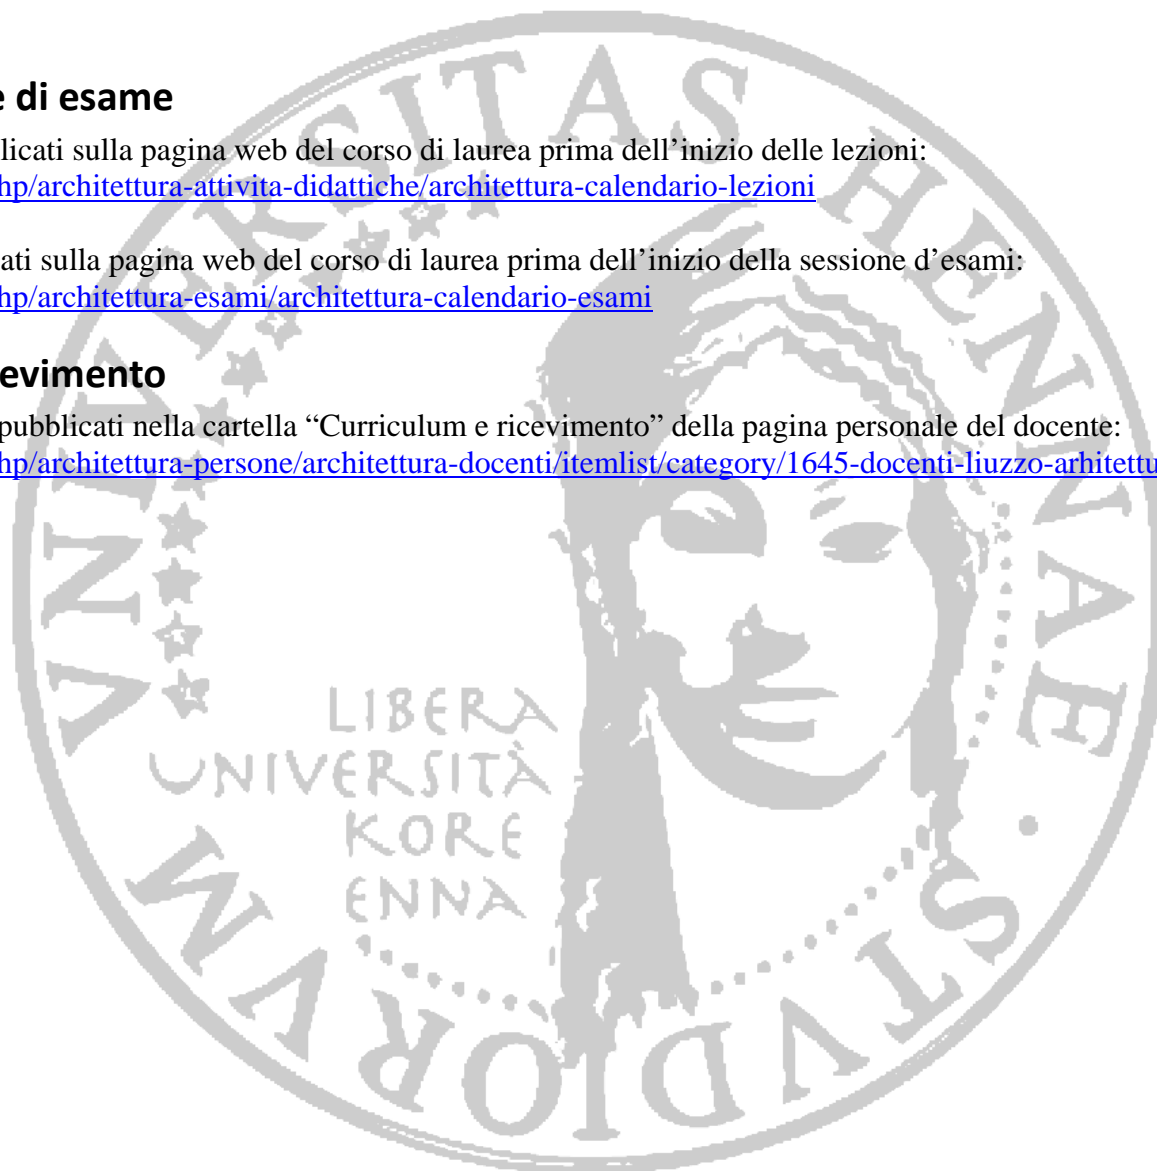 e di esame
licati sulla pagina web del corso di laurea prima dell’inizio delle lezioni:
hp/architettura-attivita-didattiche/architettura-calendario-lezioni
ati sulla pagina web del corso di laurea prima dell’inizio della sessione d’esami:
hp/architettura-esami/architettura-calendario-esami
evimento
pubblicati nella cartella “Curriculum e ricevimento” della pagina personale del docente:
hp/architettura-persone/architettura-docenti/itemlist/category/1645-docenti-liuzzo-arhitettu
VNIVERSITAS HENNAE · STVDIORVM
LIBERA
UNIVERSITÀ
KORE
ENNA